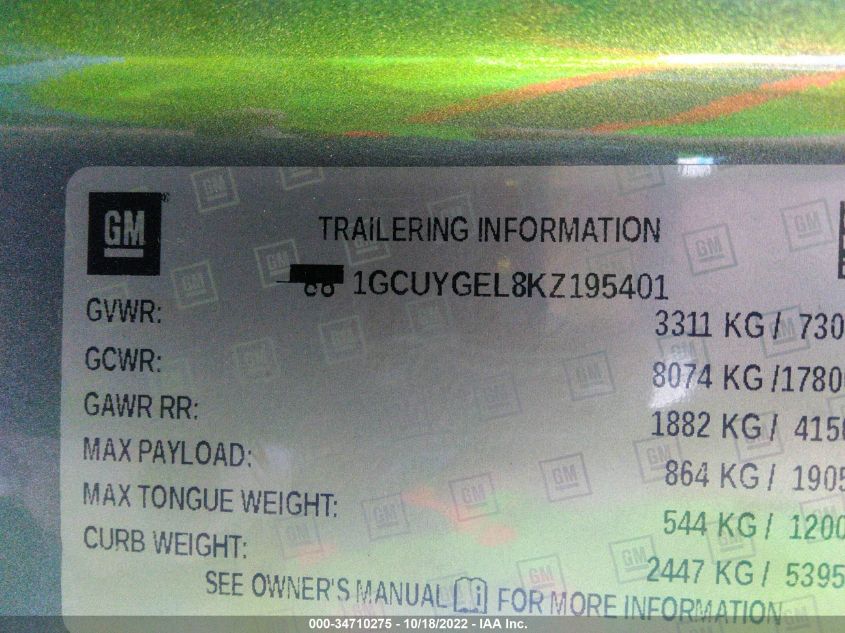 GM
TRAILERING INFORMATION
1GCUYGEL8KZ195401
GVWR: 3311 KG / 730
GCWR: 8074 KG /1780
GAWR RR: 1882 KG / 415
MAX PAYLOAD: 864 KG / 1905
MAX TONGUE WEIGHT: 544 KG / 1200
CURB WEIGHT: 2447 KG / 5395
SEE OWNER'S MANUAL FOR MORE INFORMATION
000-34710275 - 10/18/2022 - IAA Inc.